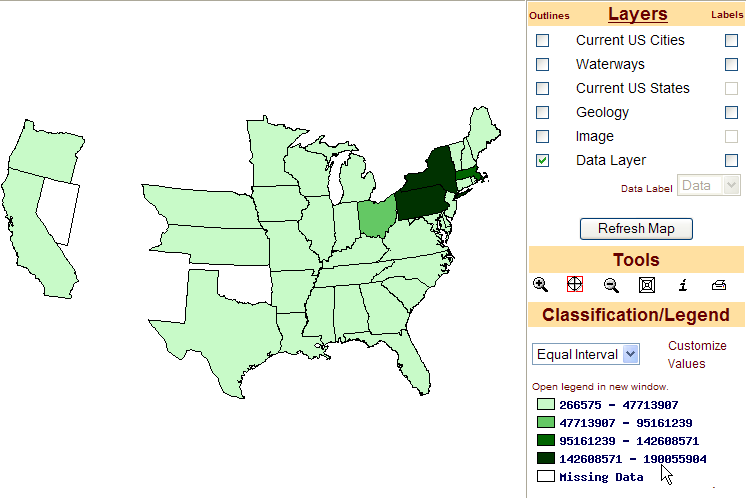 Outlines Layers Labels
Current US Cities
Waterways
Current US States
Geology
Image
Data Layer
Data Label Data
Refresh Map
Tools
i
Classification/Legend
Equal Interval Customize Values
Open legend in new window.
266575 - 47713907
47713907 - 95161239
95161239 - 142608571
142608571 - 190055904
Missing Data